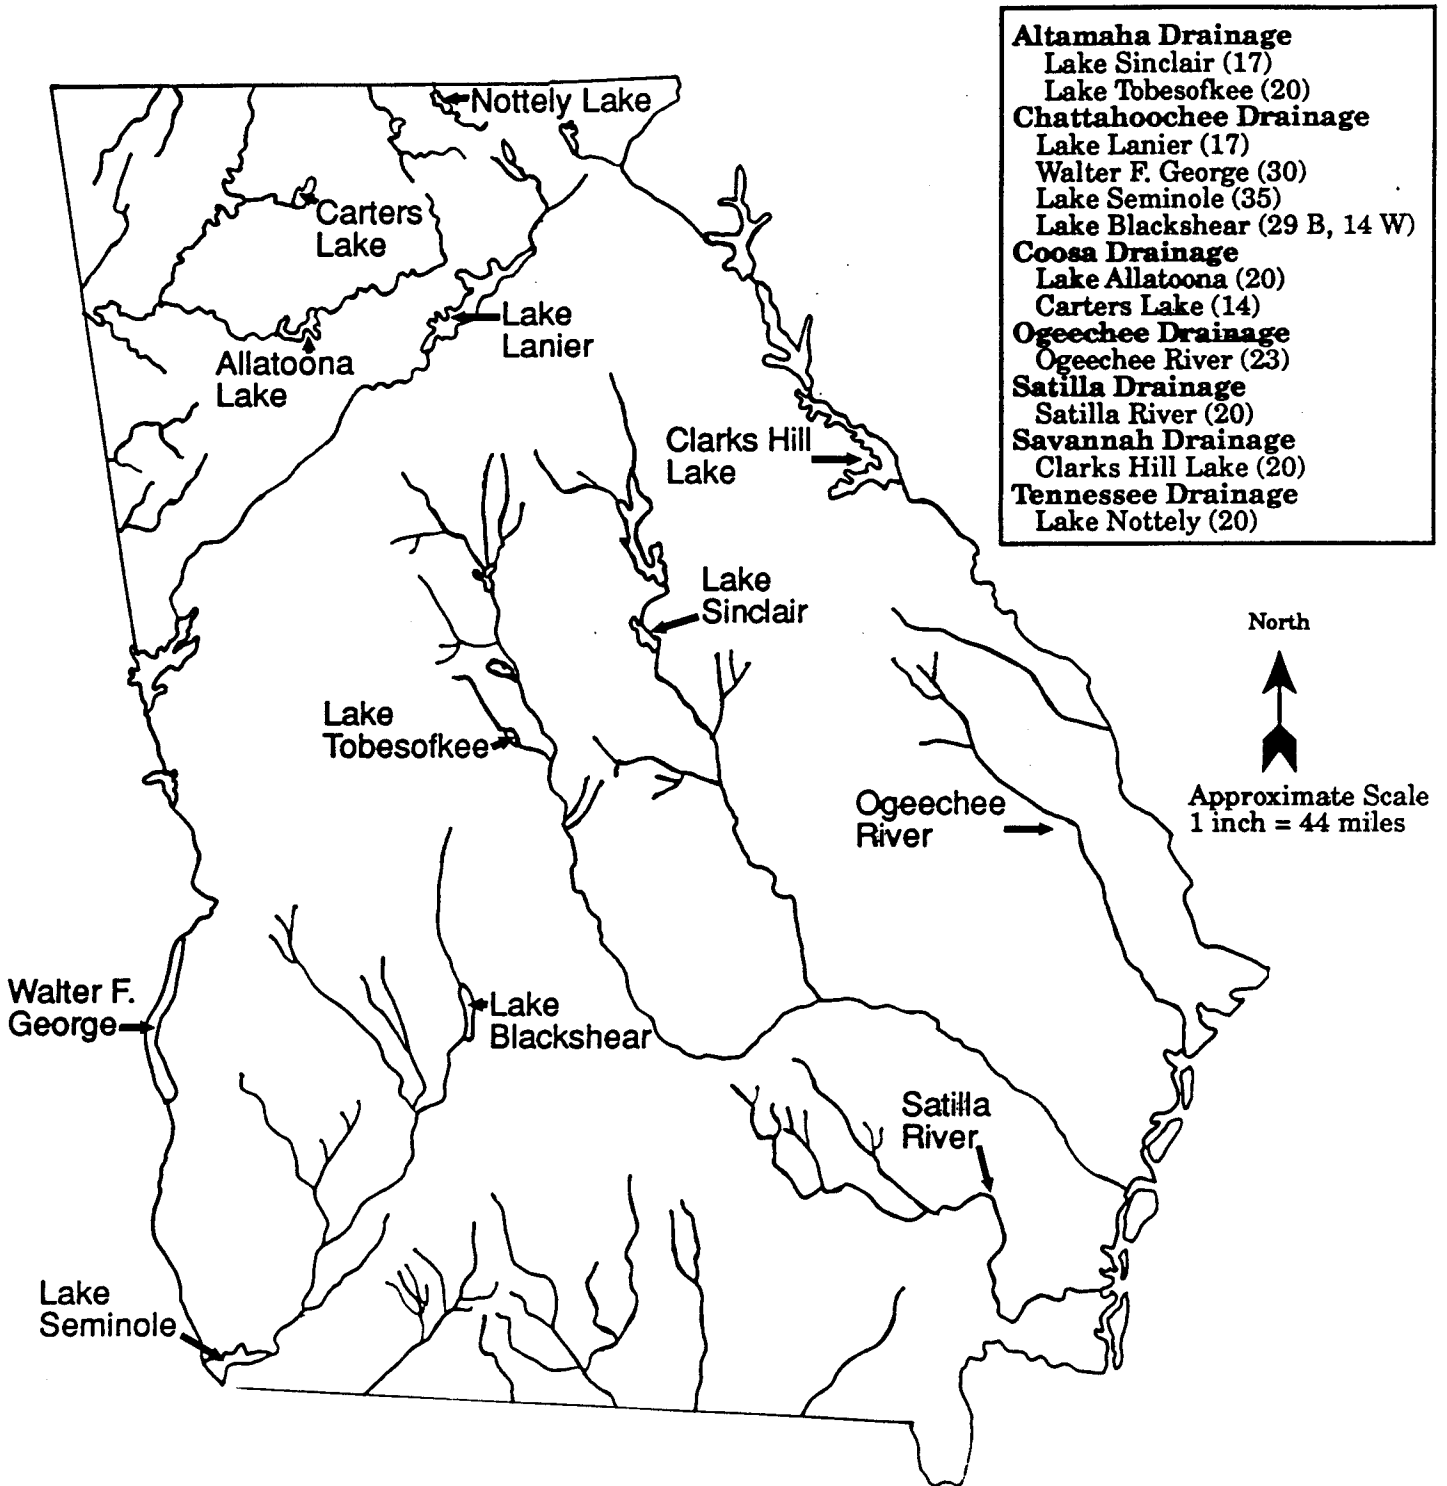 Altamaha Drainage
Lake Sinclair (17)
Lake Tobesofkee (20)
Chattahoochee Drainage
Lake Lanier (17)
Walter F. George (30)
Lake Seminole (35)
Lake Blackshear (29 B, 14 W)
Coosa Drainage
Lake Allatoona (20)
Carters Lake (14)
Ogeechee Drainage
Ogeechee River (23)
Satilla Drainage
Satilla River (20)
Savannah Drainage
Clarks Hill Lake (20)
Tennessee Drainage
Lake Nottely (20)
Nottely Lake
Carters
Lake
Lake
Lanier
Allatoona
Lake
Clarks Hill
Lake
Lake
Sinclair
North
Approximate Scale
1 inch = 44 miles
Lake
Tobesofkee
Ogeechee
River
Walter F.
George
Lake
Blackshear
Satilla
River
Lake
Seminole